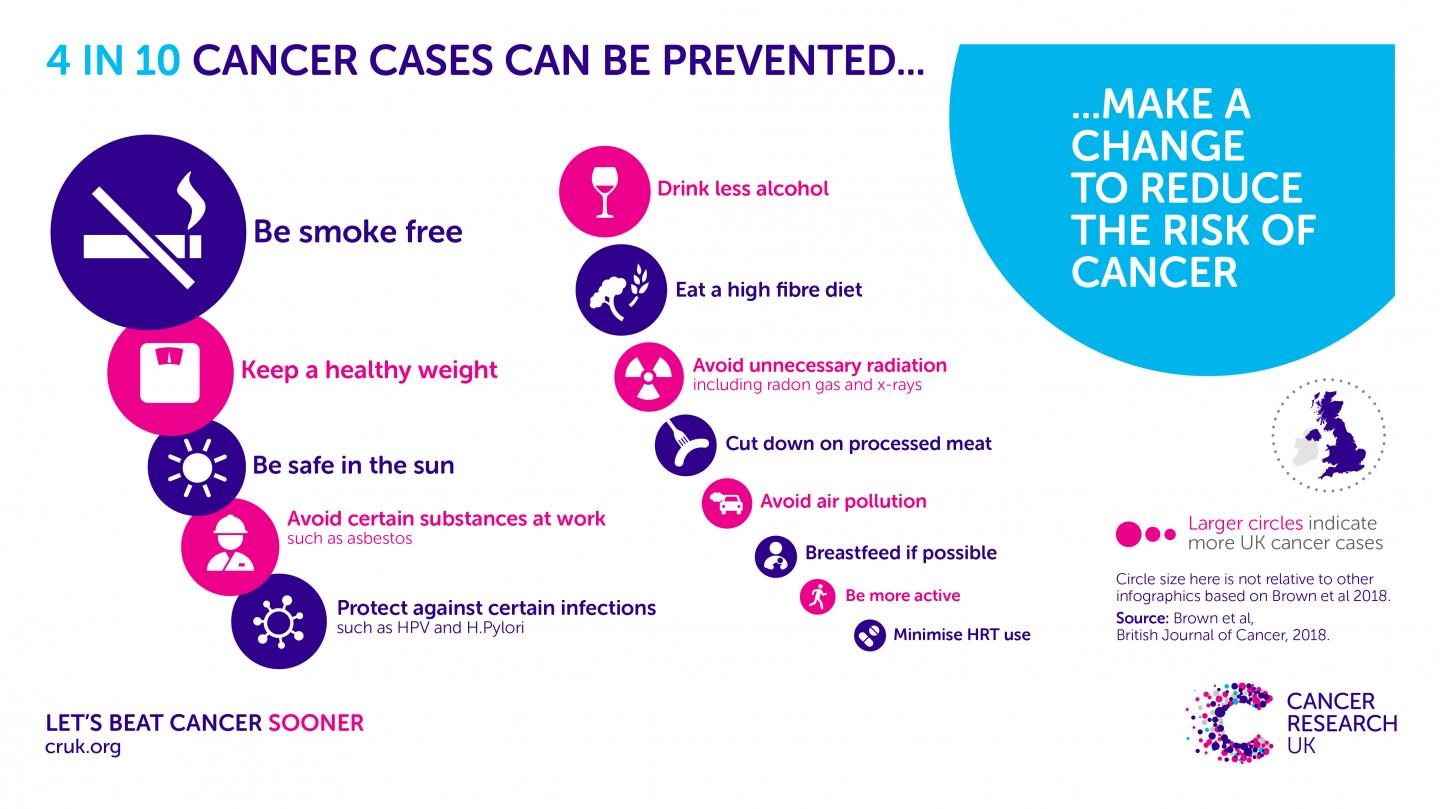 4 IN 10 CANCER CASES CAN BE PREVENTED...
...MAKE A
CHANGE
TO REDUCE
THE RISK OF
CANCER
Be smoke free
Keep a healthy weight
Be safe in the sun
Avoid certain substances at work
such as asbestos
Protect against certain infections
such as HPV and H.Pylori
Drink less alcohol
Eat a high fibre diet
Avoid unnecessary radiation
including radon gas and x-rays
Cut down on processed meat
Avoid air pollution
Breastfeed if possible
Be more active
Minimise HRT use
Larger circles indicate
more UK cancer cases
Circle size here is not relative to other
infographics based on Brown et al 2018.
Source: Brown et al,
British Journal of Cancer, 2018.
LET'S BEAT CANCER SOONER
cruk.org
CANCER
RESEARCH
UK